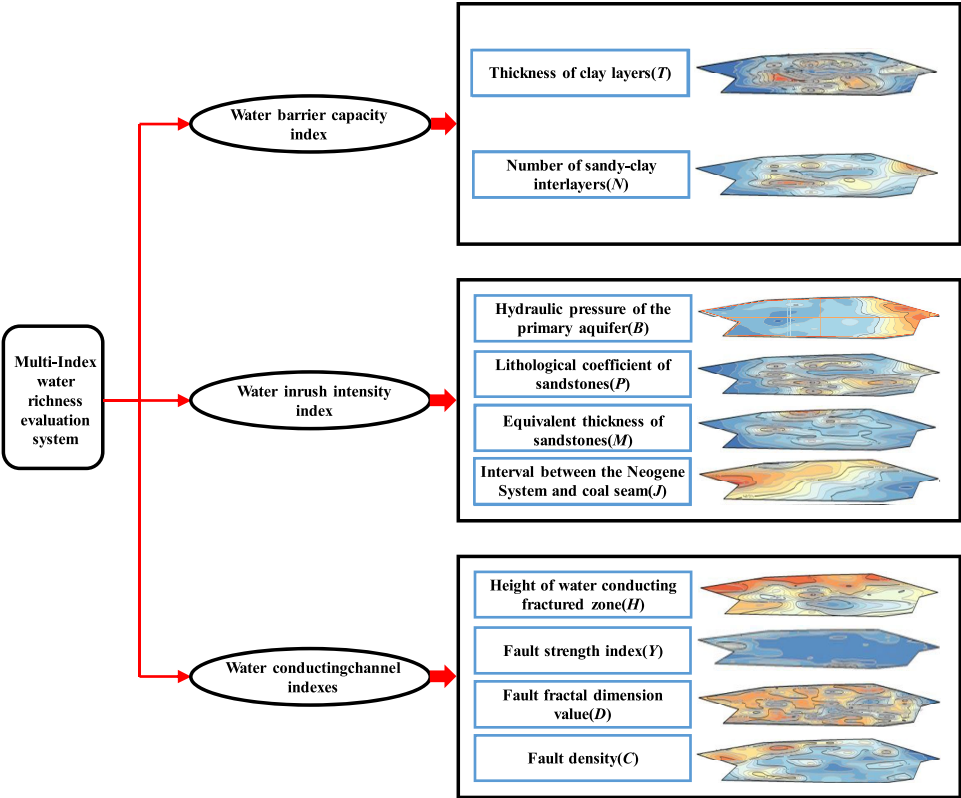 Multi-Index
water
richness
evaluation
system
Water barrier capacity
index
Thickness of clay layers(T)
Number of sandy-clay
interlayers(N)
Water inrush intensity
index
Hydraulic pressure of the
primary aquifer(B)
Lithological coefficient of
sandstones(P)
Equivalent thickness of
sandstones(M)
Interval between the Neogene
System and coal seam(J)
Water conductingchannel
indexes
Height of water conducting
fractured zone(H)
Fault strength index(Y)
Fault fractal dimension
value(D)
Fault density(C)